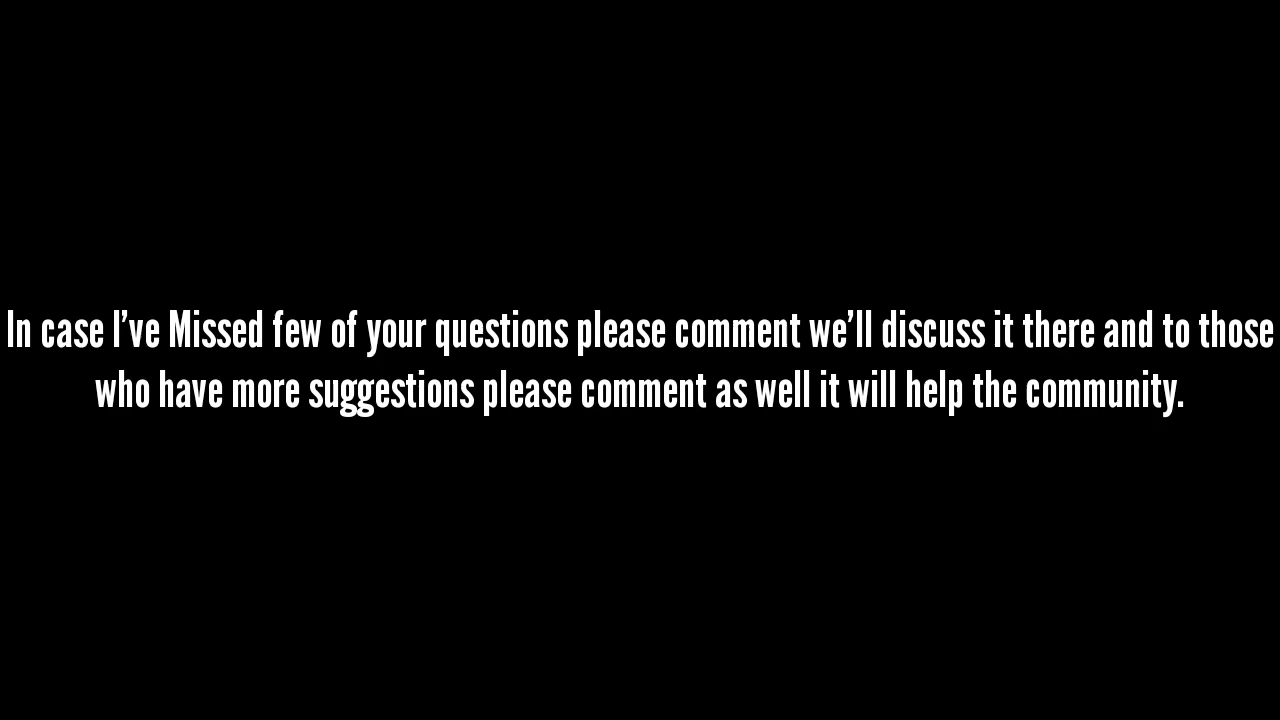 In case I’ve Missed few of your questions please comment we’ll discuss it there and to those
who have more suggestions please comment as well it will help the community.